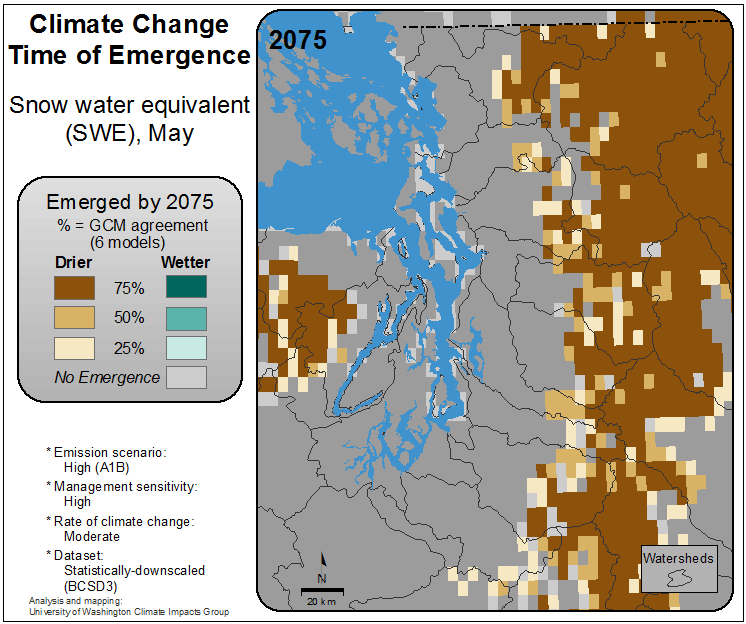 Climate Change
Time of Emergence
Snow water equivalent
(SWE), May
Emerged by 2075
% = GCM agreement
(6 models)
Drier Wetter
75%
50%
25%
No Emergence
* Emission scenario:
High (A1B)
* Management sensitivity:
High
* Rate of climate change:
Moderate
* Dataset:
Statistically-downscaled
(BCSD3)
Analysis and mapping:
University of Washington Climate Impacts Group
2075
N
20 km
Watersheds